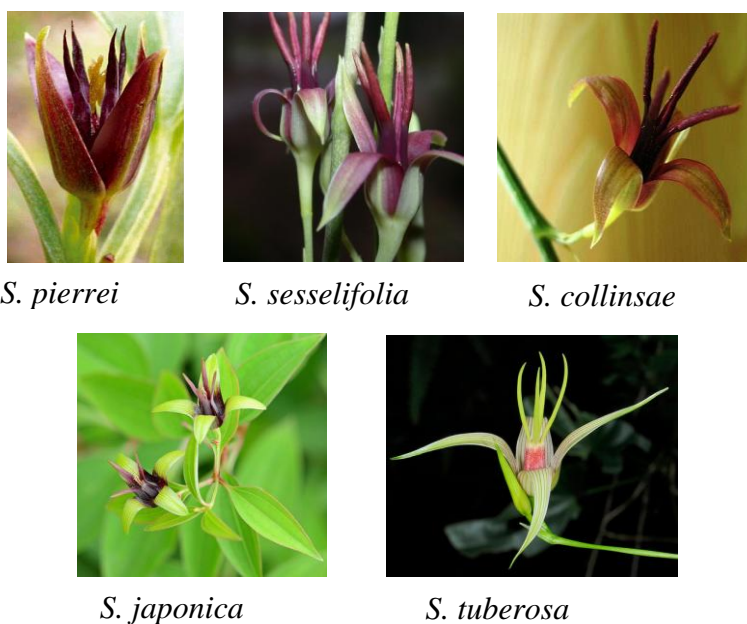 S. pierrei
S. sesselifolia
S. collinsae
S. japonica
S. tuberosa